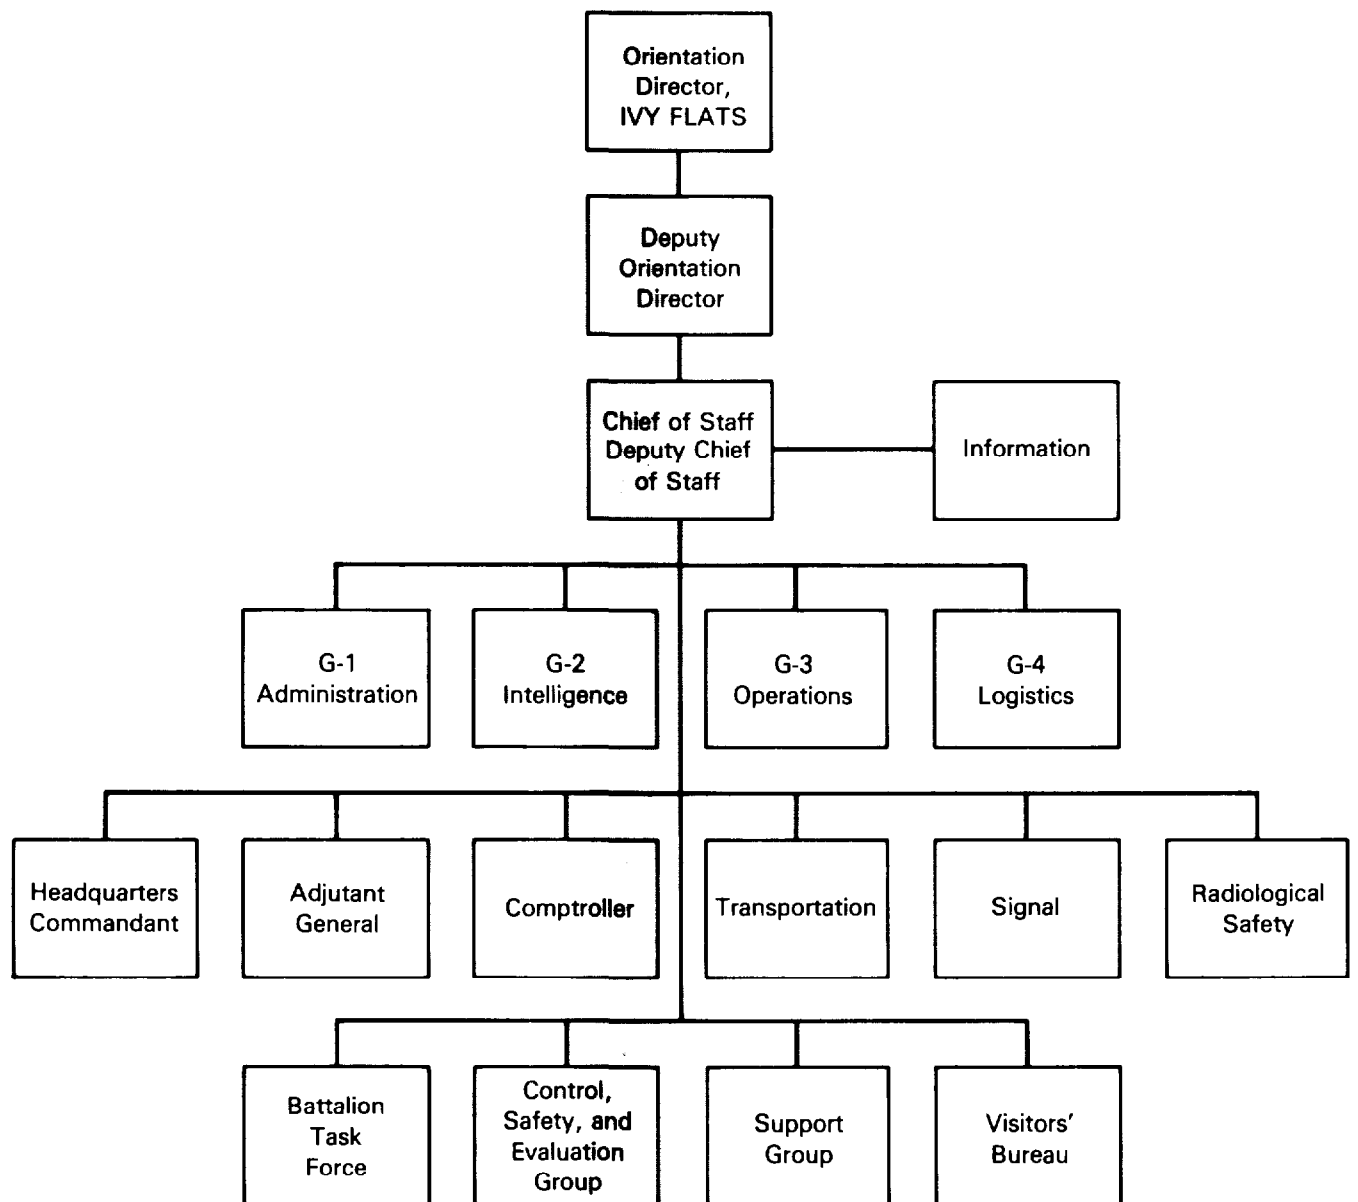 Orientation
Director,
IVY FLATS
Deputy
Orientation
Director
Chief of Staff
Deputy Chief
of Staff
Information
G-1
Administration
G-2
Intelligence
G-3
Operations
G-4
Logistics
Headquarters
Commandant
Adjutant
General
Comptroller
Transportation
Signal
Radiological
Safety
Battalion
Task
Force
Control,
Safety, and
Evaluation
Group
Support
Group
Visitors'
Bureau